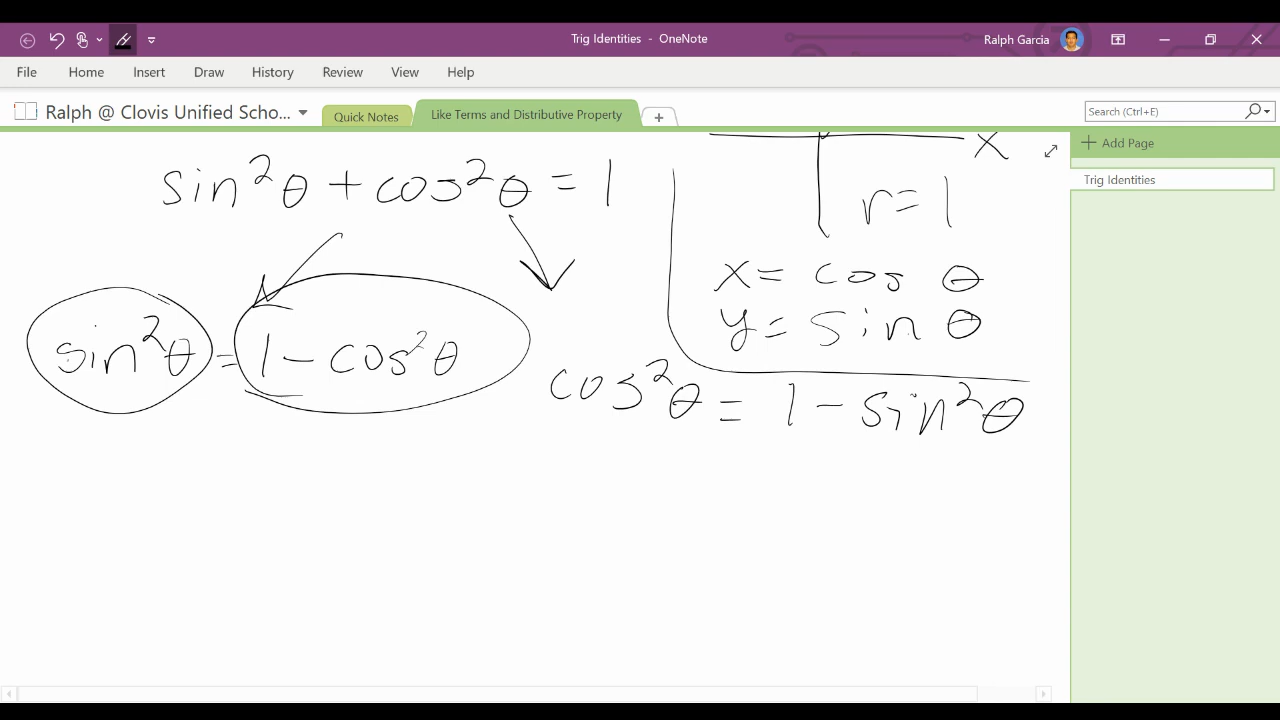 Trig Identities - OneNote
Ralph Garcia
File Home Insert Draw History Review View Help
Ralph @ Clovis Unified Scho...
Quick Notes
Like Terms and Distributive Property
+
Search (Ctrl+E)
Add Page
Trig Identities
x
sin²θ + cos²θ = 1
r = 1
x = cos θ
y = sin θ
sin²θ = 1 - cos²θ
cos²θ = 1 - sin²θ